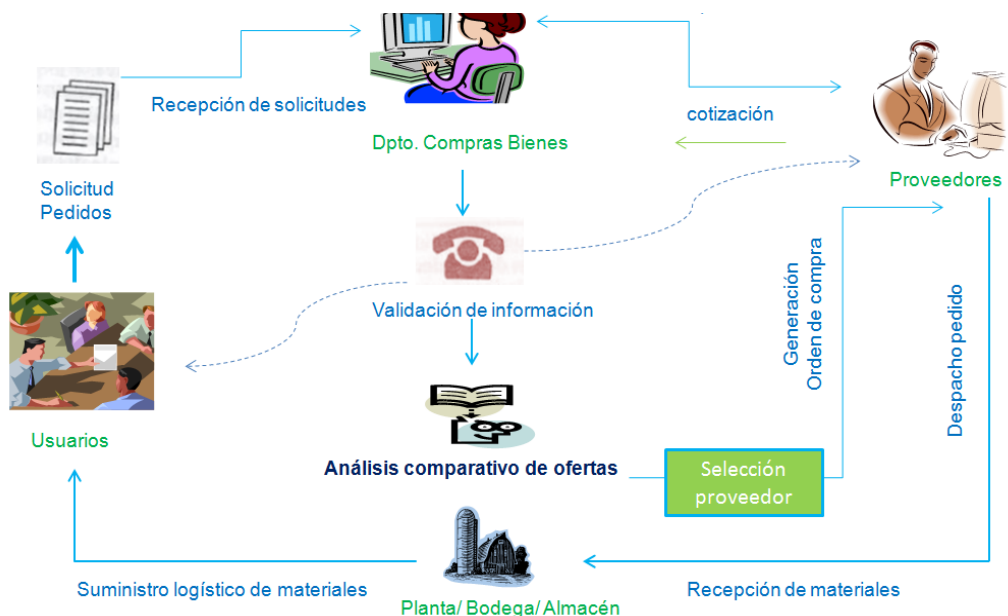 Recepción de solicitudes
cotización
Dpto. Compras Bienes
Proveedores
Solicitud
Pedidos
Validación de información
Generación
Orden de compra
Despacho pedido
Usuarios
Análisis comparativo de ofertas
Selección
proveedor
Suministro logístico de materiales
Recepción de materiales
Planta/ Bodega/ Almacén